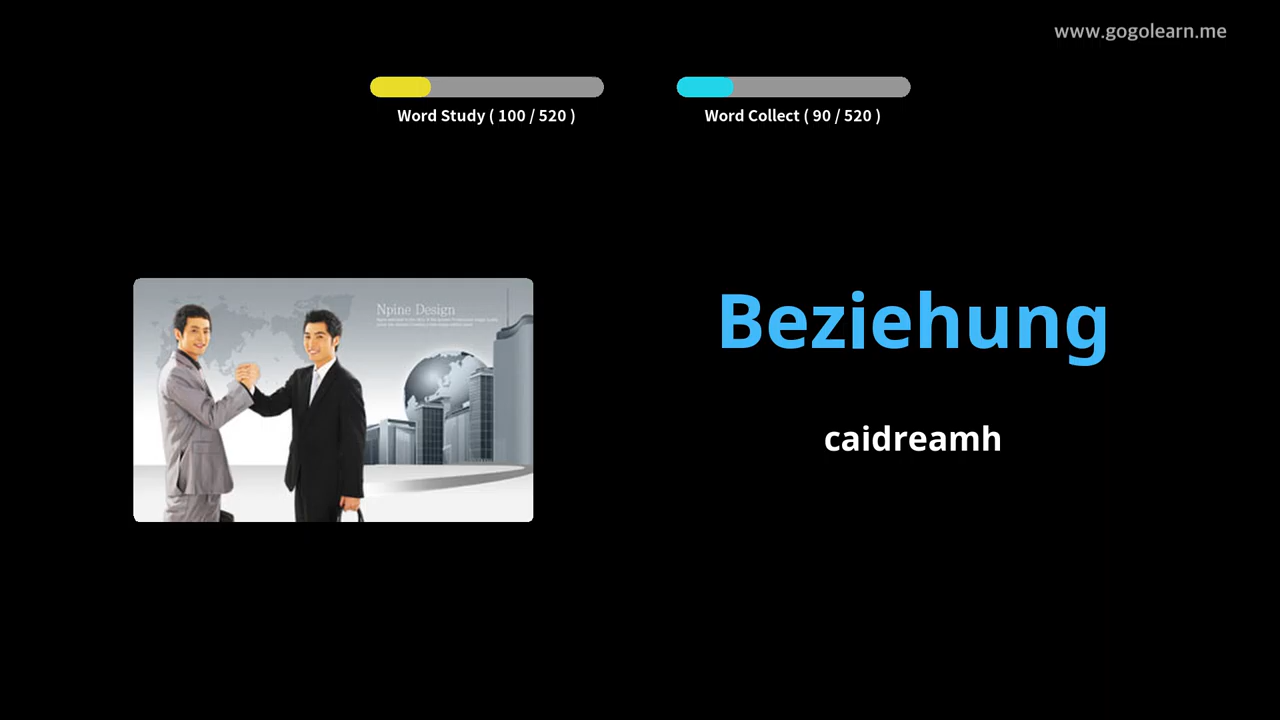 www.gogolearn.me
Word Study ( 100 / 520 )
Word Collect ( 90 / 520 )
Npine Design
Beziehung
caidreamh